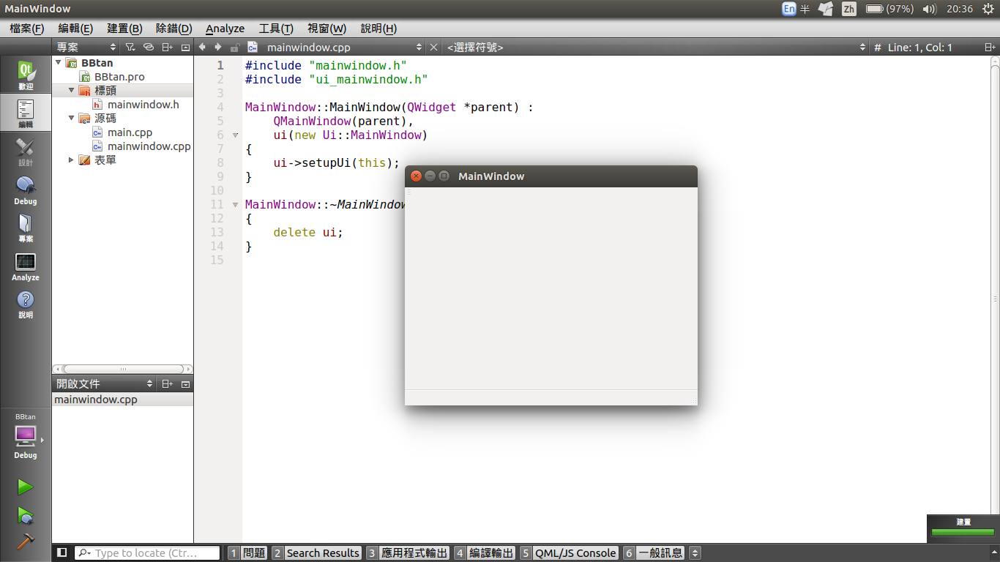 MainWindow En 半 Zh (97%) 20:36
檔案(F) 編輯(E) 建置(B) 除錯(D) Analyze 工具(T) 視窗(W) 說明(H)
專案 mainwindow.cpp <選擇符號> # Line: 1, Col: 1
歡迎
編輯
設計
Debug
專案
Analyze
說明
BBtan
Debug
BBtan
BBtan.pro
標頭
mainwindow.h
源碼
main.cpp
mainwindow.cpp
表單
開啟文件
mainwindow.cpp
1 #include "mainwindow.h"
2 #include "ui_mainwindow.h"
3
4 MainWindow::MainWindow(QWidget *parent) :
5 QMainWindow(parent),
6 ui(new Ui::MainWindow)
7 {
8 ui->setupUi(this);
9 }
10
11 MainWindow::~MainWindow
12 {
13 delete ui;
14 }
15
MainWindow
建置
Type to locate (Ctr... 1 問題 2 Search Results 3 應用程式輸出 4 編譯輸出 5 QML/JS Console 6 一般訊息